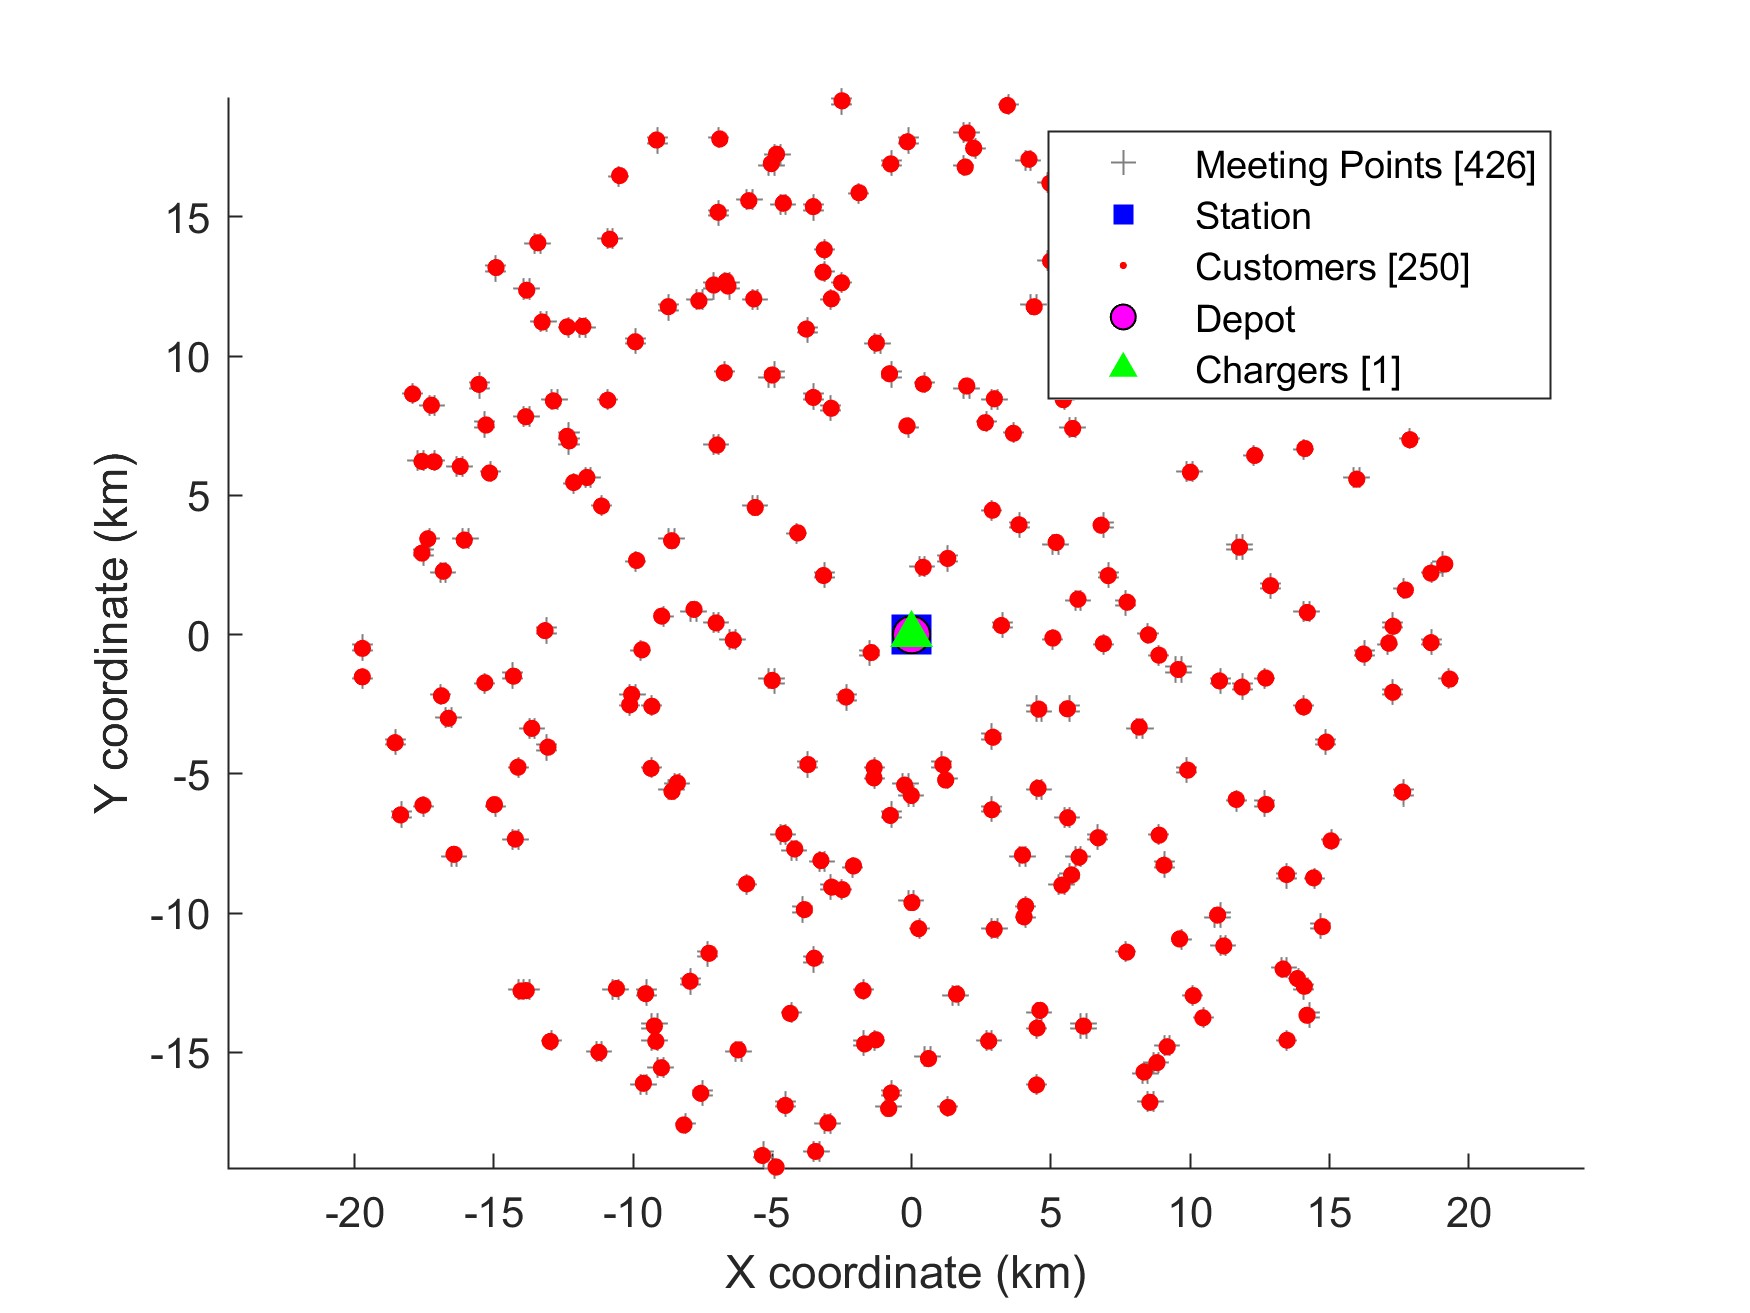 Meeting Points [426]
Station
Customers [250]
Depot
Chargers [1]
15
10
5
0
-5
-10
-15
Y coordinate (km)
-20 -15 -10 -5 0 5 10 15 20
X coordinate (km)